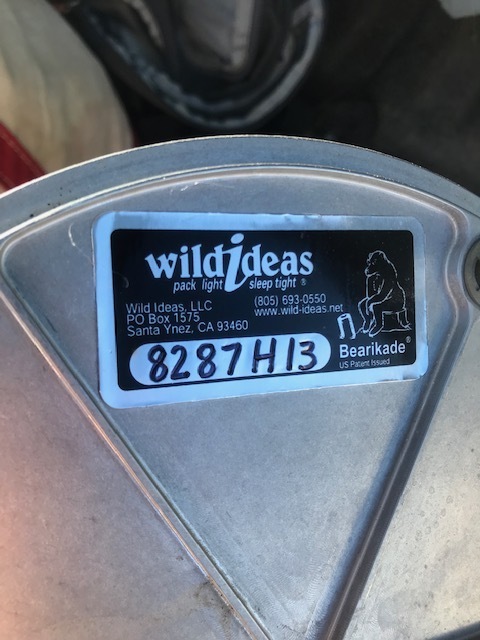 wildideas
pack light sleep tight ®
Wild Ideas, LLC
PO Box 1575
Santa Ynez, CA 93460
(805) 693-0550
www.wild-ideas.net
8287H13
Bearikade®
US Patent Issued